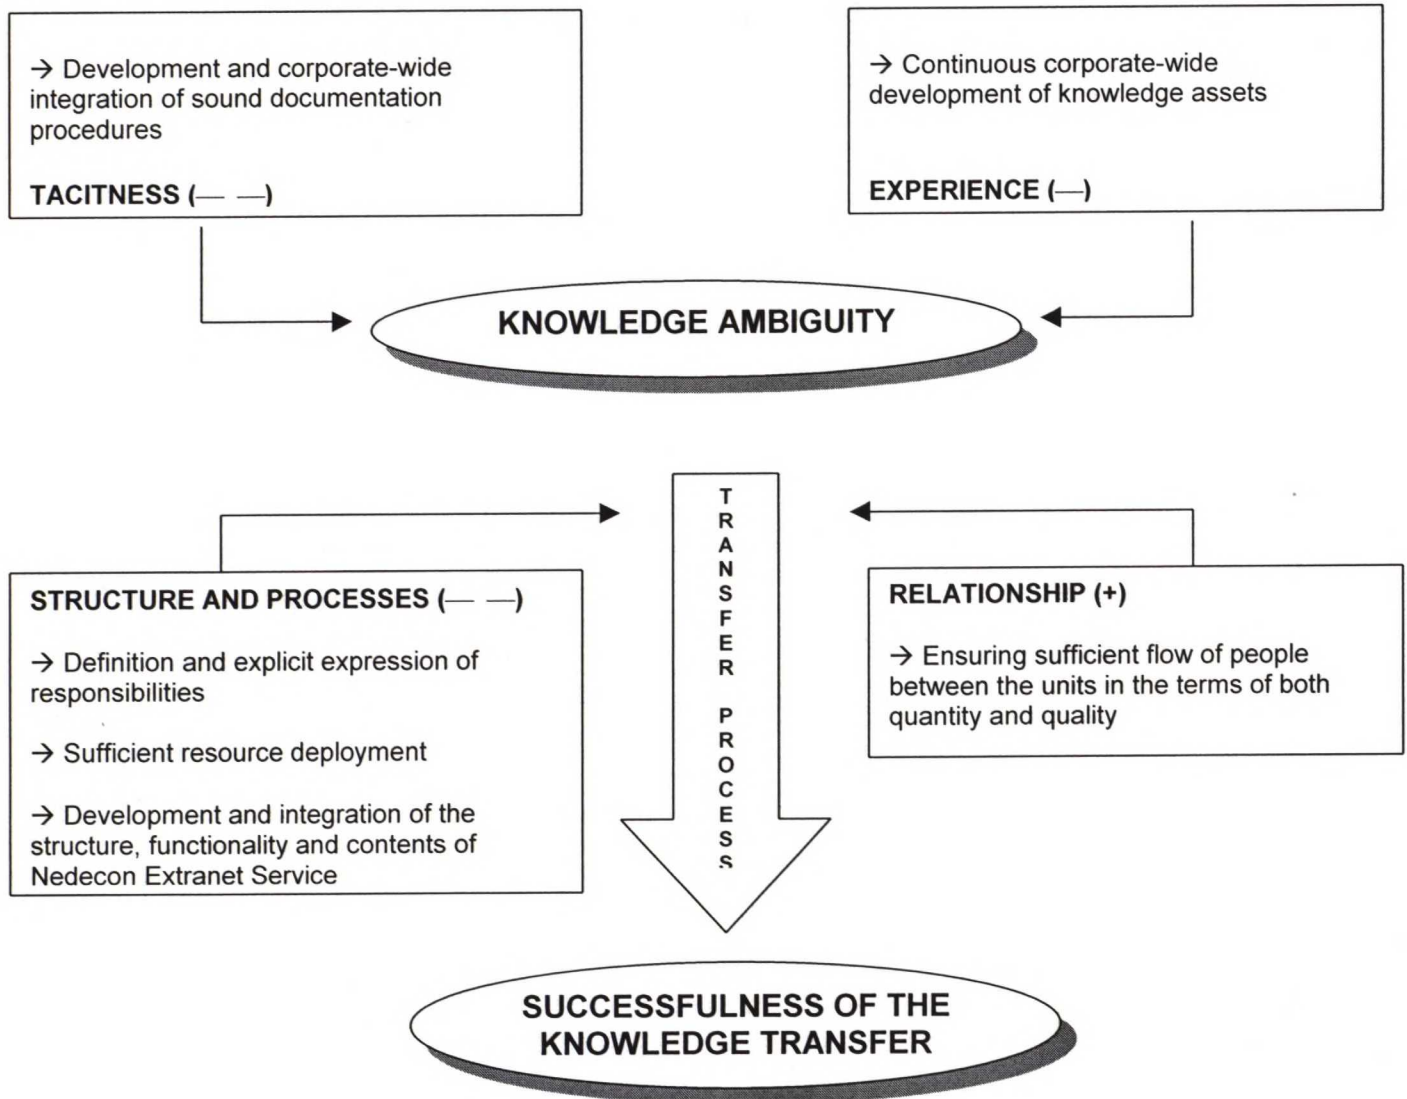 → Development and corporate-wide
integration of sound documentation
procedures
TACITNESS (— —)
→ Continuous corporate-wide
development of knowledge assets
EXPERIENCE (—)
KNOWLEDGE AMBIGUITY
TRANSFER PROCESS
STRUCTURE AND PROCESSES (— —)
→ Definition and explicit expression of
responsibilities
→ Sufficient resource deployment
→ Development and integration of the
structure, functionality and contents of
Nedecon Extranet Service
RELATIONSHIP (+)
→ Ensuring sufficient flow of people
between the units in the terms of both
quantity and quality
SUCCESSFULNESS OF THE
KNOWLEDGE TRANSFER